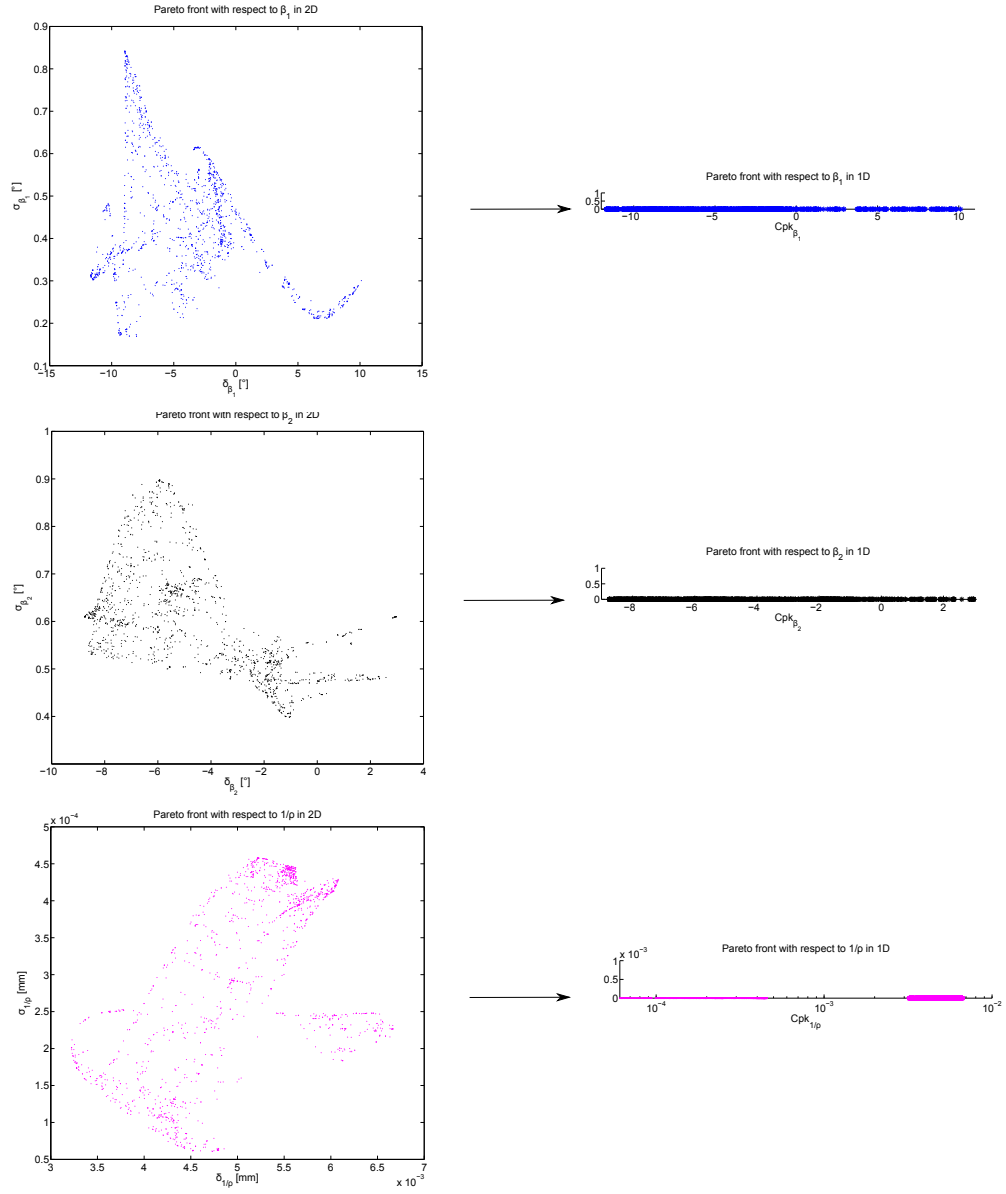 Pareto front with respect to β1 in 2D
0.9
0.8
0.7
0.6
0.5
0.4
0.3
0.2
0.1
σβ1 [°]
−15 −10 −5 0 5 10 15
δβ1 [°]
Pareto front with respect to β1 in 1D
1
0.5
0
−10 −5 0 5 10
Cpkβ1
Pareto front with respect to β2 in 2D
1
0.9
0.8
0.7
0.6
0.5
0.4
σβ2 [°]
−10 −8 −6 −4 −2 0 2 4
δβ2 [°]
Pareto front with respect to β2 in 1D
1
0.5
0
−8 −6 −4 −2 0 2
Cpkβ2
Pareto front with respect to 1/ρ in 2D
x 10−4
5
4.5
4
3.5
3
2.5
2
1.5
1
0.5
σ1/ρ [mm]
3 3.5 4 4.5 5 5.5 6 6.5 7
δ1/ρ [mm]
x 10−3
Pareto front with respect to 1/ρ in 1D
x 10−3
1
0.5
0
10−4 10−3 10−2
Cpk1/ρ